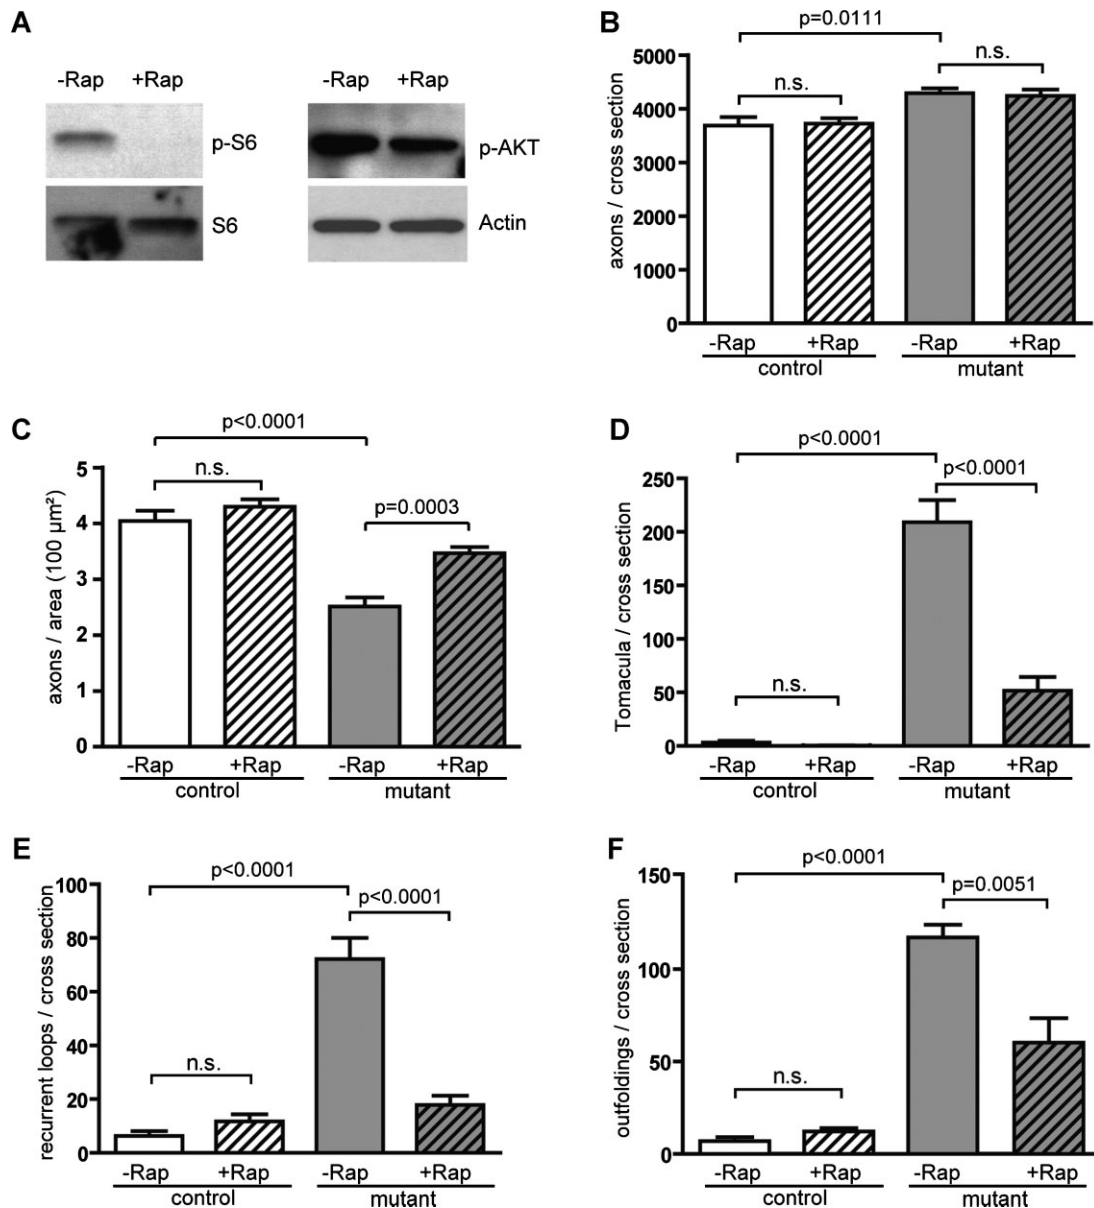 A
-Rap +Rap
p-S6
S6
-Rap +Rap
p-AKT
Actin
B
p=0.0111
n.s.
n.s.
axons / cross section
5000
4000
3000
2000
1000
0
-Rap +Rap -Rap +Rap
control mutant
C
p<0.0001
n.s.
p=0.0003
axons / area (100 µm²)
5
4
3
2
1
0
-Rap +Rap -Rap +Rap
control mutant
D
p<0.0001
p<0.0001
n.s.
Tomacula / cross section
250
200
150
100
50
0
-Rap +Rap -Rap +Rap
control mutant
E
p<0.0001
p<0.0001
n.s.
recurrent loops / cross section
100
80
60
40
20
0
-Rap +Rap -Rap +Rap
control mutant
F
p<0.0001
p=0.0051
n.s.
outfoldings / cross section
150
100
50
0
-Rap +Rap -Rap +Rap
control mutant